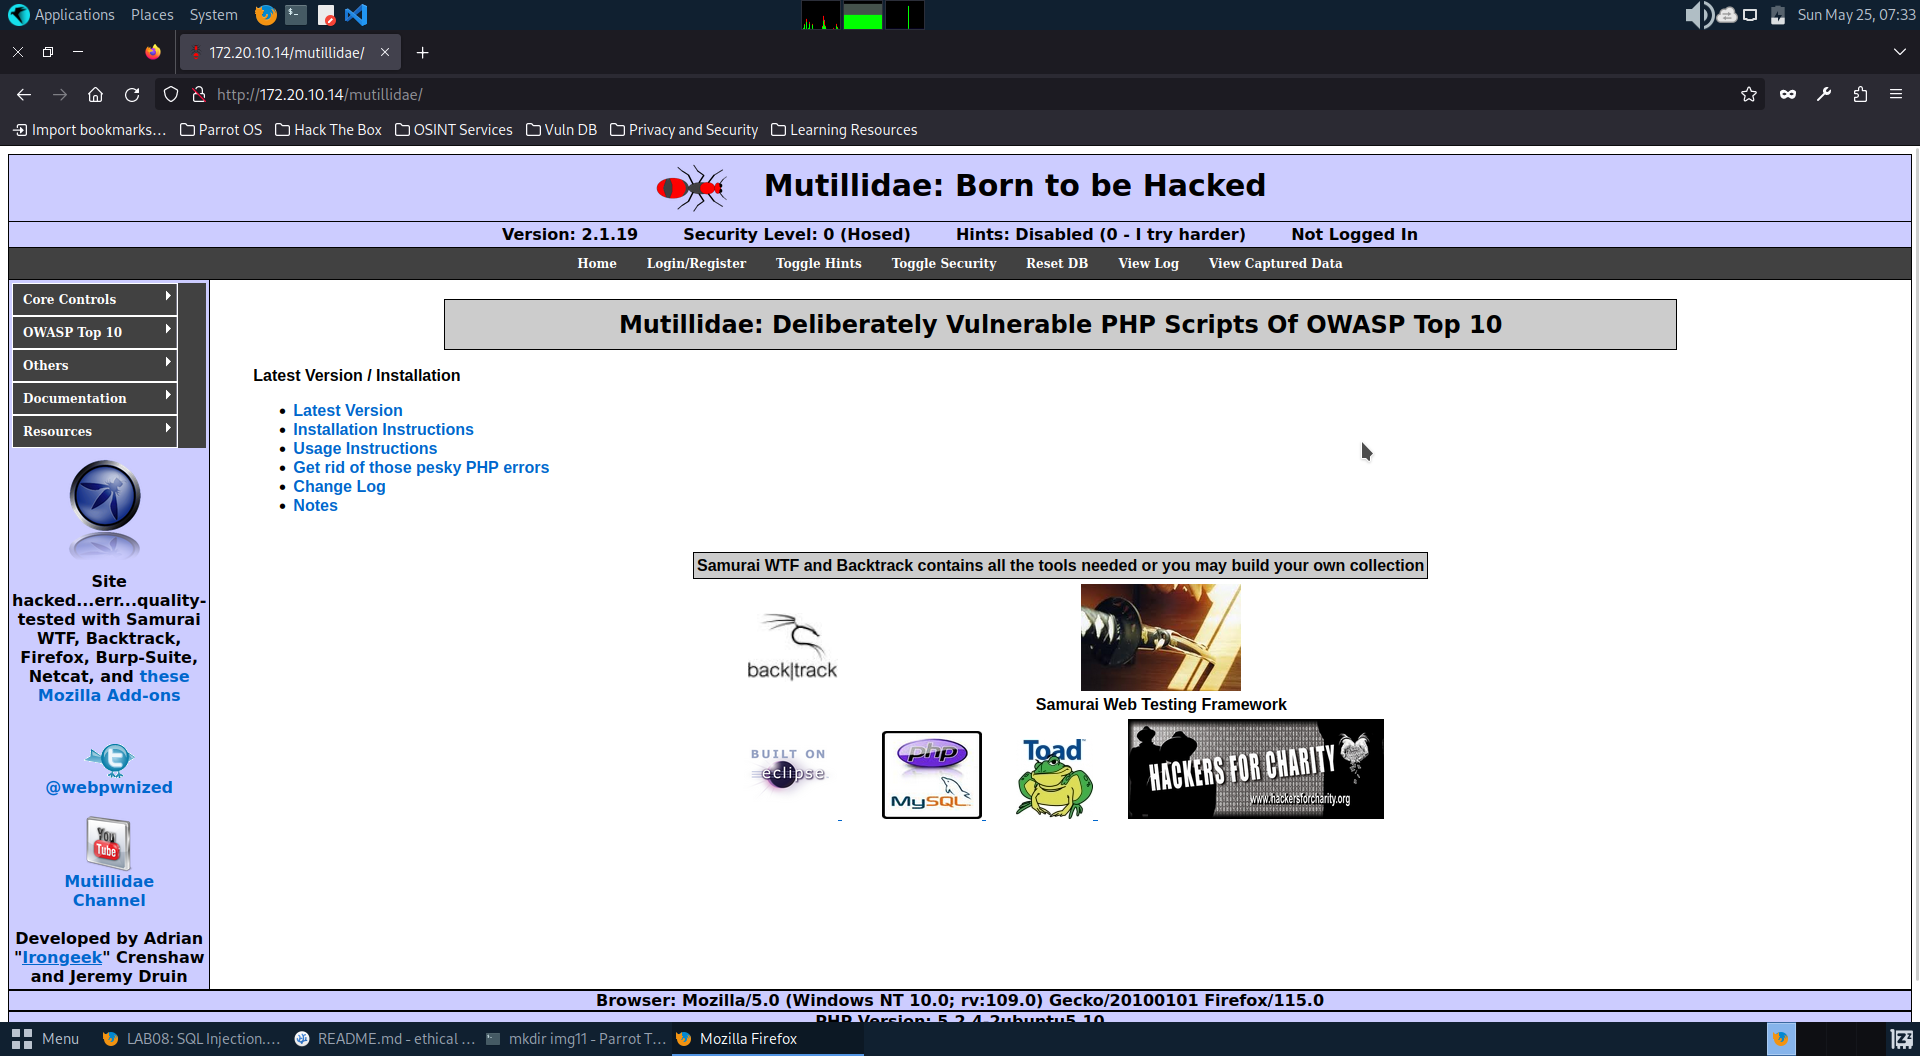 Applications Places System
Sun May 25, 07:33
172.20.10.14/mutillidae/
http://172.20.10.14/mutillidae/
Import bookmarks... Parrot OS Hack The Box OSINT Services Vuln DB Privacy and Security Learning Resources
Mutillidae: Born to be Hacked
Version: 2.1.19 Security Level: 0 (Hosed) Hints: Disabled (0 - I try harder) Not Logged In
Home Login/Register Toggle Hints Toggle Security Reset DB View Log View Captured Data
Core Controls
OWASP Top 10
Others
Documentation
Resources
Site
hacked...err...quality-
tested with Samurai
WTF, Backtrack,
Firefox, Burp-Suite,
Netcat, and these
Mozilla Add-ons
@webpwnized
You
Tube
Mutillidae
Channel
Developed by Adrian
"Irongeek" Crenshaw
and Jeremy Druin
Mutillidae: Deliberately Vulnerable PHP Scripts Of OWASP Top 10
Latest Version / Installation
Latest Version
Installation Instructions
Usage Instructions
Get rid of those pesky PHP errors
Change Log
Notes
Samurai WTF and Backtrack contains all the tools needed or you may build your own collection
back|track
Samurai Web Testing Framework
BUILT ON
eclipse
php
MySQL
Toad
HACKERS FOR CHARITY
www.hackersforcharity.org
Browser: Mozilla/5.0 (Windows NT 10.0; rv:109.0) Gecko/20100101 Firefox/115.0
PHP Version: 5.2.4-2ubuntu5.10
Menu LAB08: SQL Injection.... README.md - ethical ... mkdir img11 - Parrot T... Mozilla Firefox